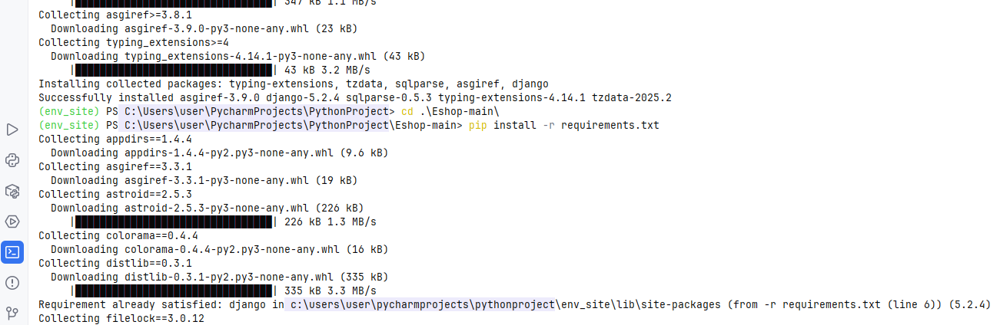 | 347 kB 1.1 MB/s
Collecting asgiref>=3.8.1
  Downloading asgiref-3.9.0-py3-none-any.whl (23 kB)
Collecting typing_extensions>=4
  Downloading typing_extensions-4.14.1-py3-none-any.whl (43 kB)
     |████████████████████████████████| 43 kB 3.2 MB/s
Installing collected packages: typing-extensions, tzdata, sqlparse, asgiref, django
Successfully installed asgiref-3.9.0 django-5.2.4 sqlparse-0.5.3 typing-extensions-4.14.1 tzdata-2025.2
(env_site) PS C:\Users\user\PycharmProjects\PythonProject> cd .\Eshop-main\
(env_site) PS C:\Users\user\PycharmProjects\PythonProject\Eshop-main> pip install -r requirements.txt
Collecting appdirs==1.4.4
  Downloading appdirs-1.4.4-py2.py3-none-any.whl (9.6 kB)
Collecting asgiref==3.3.1
  Downloading asgiref-3.3.1-py3-none-any.whl (19 kB)
Collecting astroid==2.5.3
  Downloading astroid-2.5.3-py3-none-any.whl (226 kB)
     |████████████████████████████████| 226 kB 1.3 MB/s
Collecting colorama==0.4.4
  Downloading colorama-0.4.4-py2.py3-none-any.whl (16 kB)
Collecting distlib==0.3.1
  Downloading distlib-0.3.1-py2.py3-none-any.whl (335 kB)
     |████████████████████████████████| 335 kB 3.3 MB/s
Requirement already satisfied: django in c:\users\user\pycharmprojects\pythonproject\env_site\lib\site-packages (from -r requirements.txt (line 6)) (5.2.4)
Collecting filelock==3.0.12